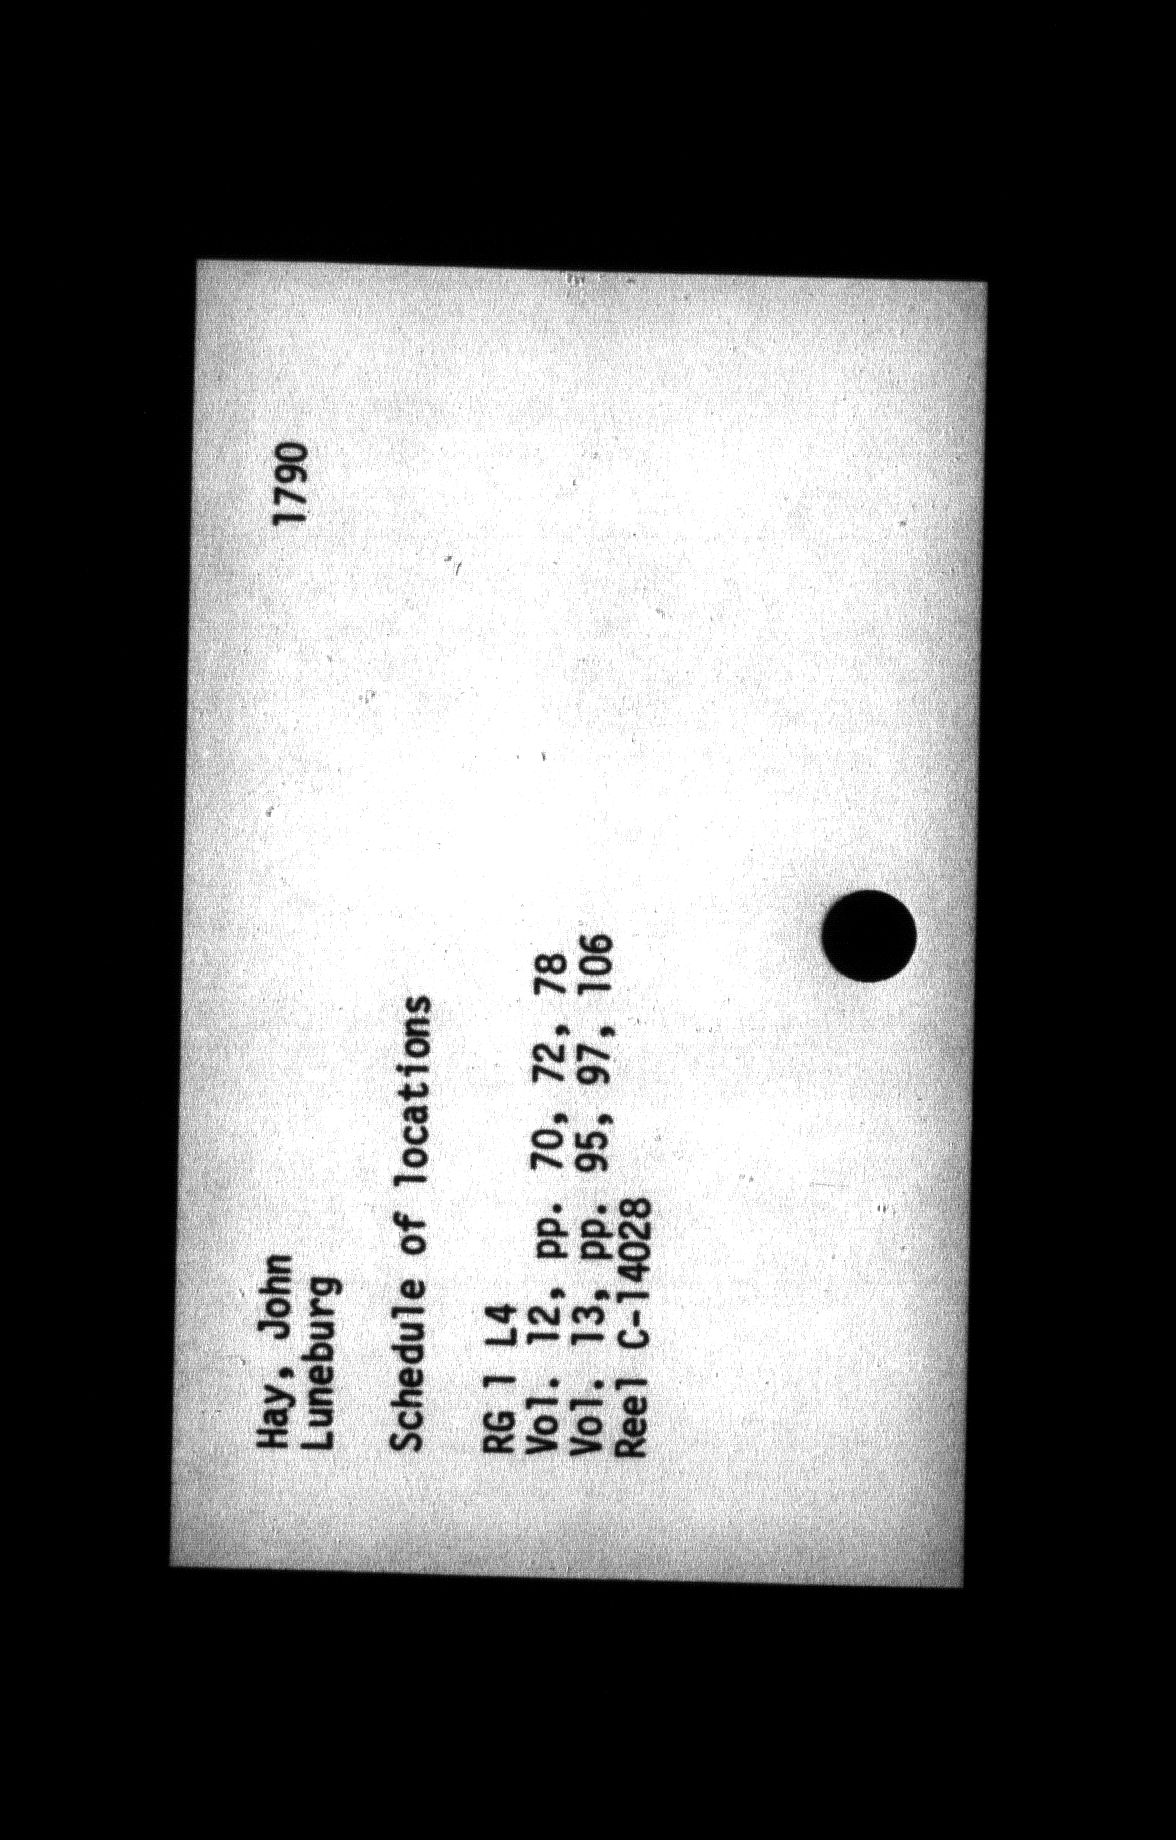 Hay, John 1790
Luneburg
Schedule of locations
RG 1 L4
Vol. 12, pp. 70, 72, 78
Vol. 13, pp. 95, 97, 106
Reel C-14028